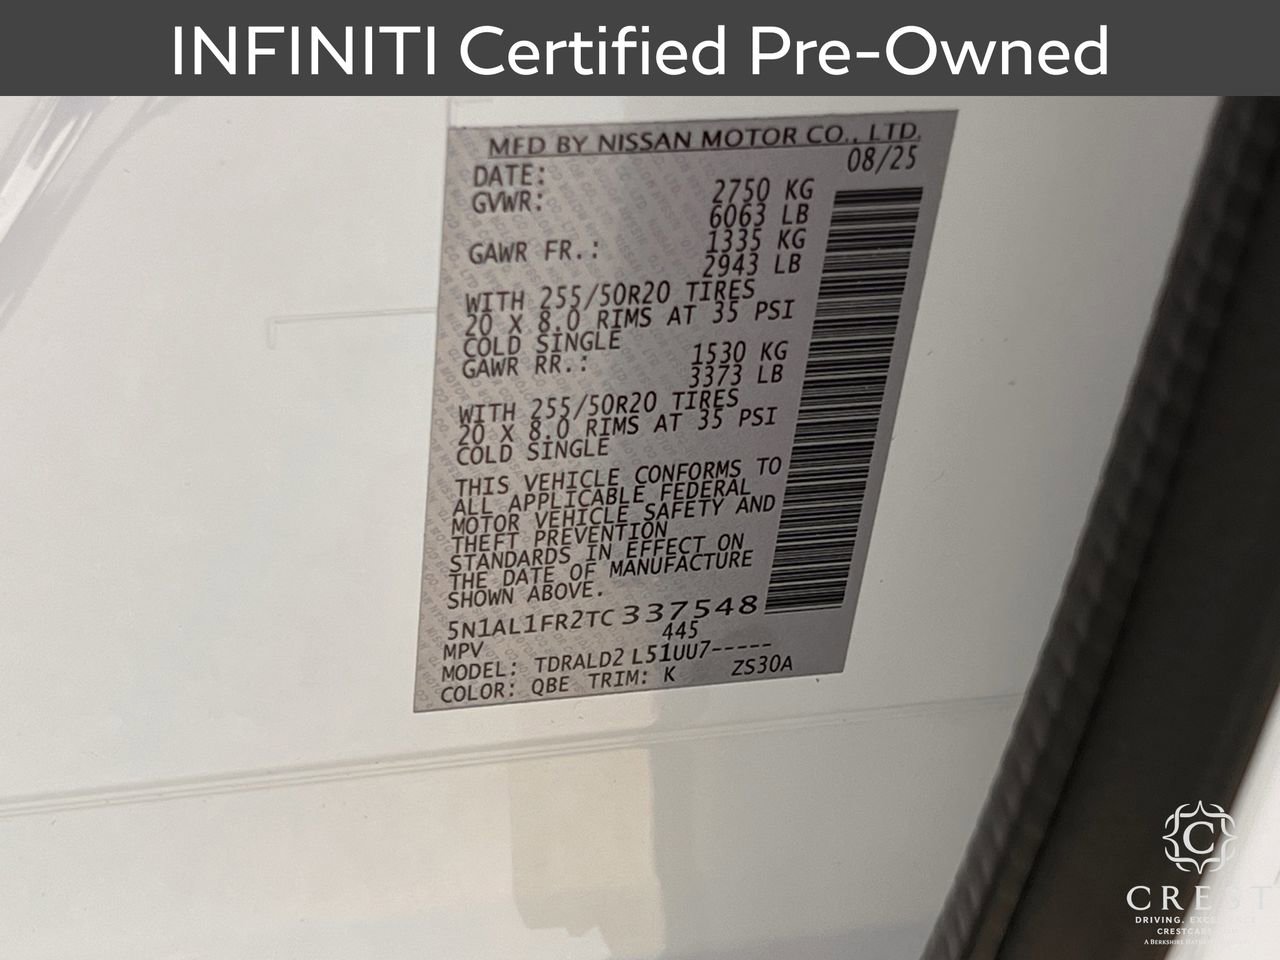 INFINITI Certified Pre-Owned
MFD BY NISSAN MOTOR CO., LTD.
DATE: 08/25
GVWR: 2750 KG
6063 LB
GAWR FR.: 1335 KG
2943 LB
WITH 255/50R20 TIRES
20 X 8.0 RIMS AT 35 PSI
COLD SINGLE
GAWR RR.: 1530 KG
3373 LB
WITH 255/50R20 TIRES
20 X 8.0 RIMS AT 35 PSI
COLD SINGLE
THIS VEHICLE CONFORMS TO
ALL APPLICABLE FEDERAL
MOTOR VEHICLE SAFETY AND
THEFT PREVENTION
STANDARDS IN EFFECT ON
THE DATE OF MANUFACTURE
SHOWN ABOVE.
5N1AL1FR2TC337548
MPV 445
MODEL: TDRALD2 L51UU7-----
COLOR: QBE TRIM: K ZS30A
C
CREST
DRIVING.